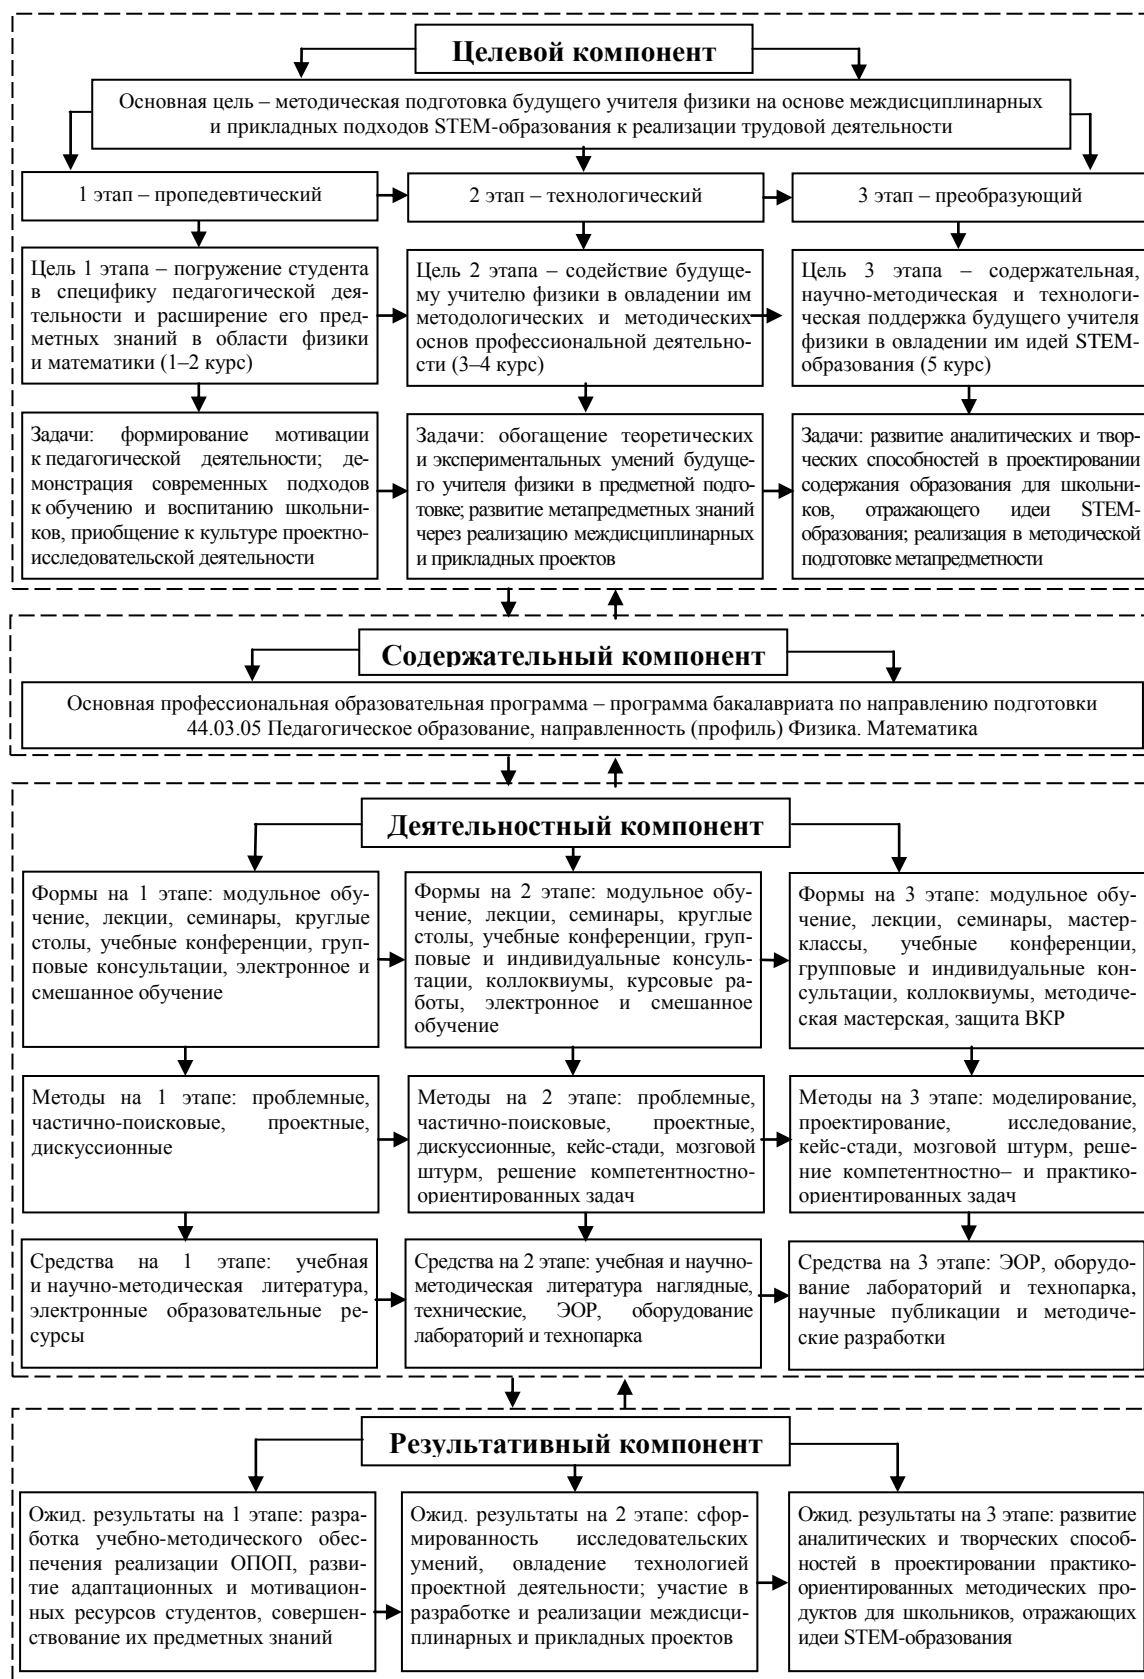 Целевой компонент
Основная цель – методическая подготовка будущего учителя физики на основе междисциплинарных
и прикладных подходов STEM-образования к реализации трудовой деятельности
1 этап – пропедевтический
2 этап – технологический
3 этап – преобразующий
Цель 1 этапа – погружение студента
в специфику педагогической дея-
тельности и расширение его пред-
метных знаний в области физики
и математики (1–2 курс)
Цель 2 этапа – содействие будуще-
му учителю физики в овладении им
методологических и методических
основ профессиональной деятельно-
сти (3–4 курс)
Цель 3 этапа – содержательная,
научно-методическая и технологи-
ческая поддержка будущего учителя
физики в овладении им идей STEM-
образования (5 курс)
Задачи: формирование мотивации
к педагогической деятельности; де-
монстрация современных подходов
к обучению и воспитанию школьни-
ков, приобщение к культуре проектно-
исследовательской деятельности
Задачи: обогащение теоретических
и экспериментальных умений будуще-
го учителя физики в предметной подго-
товке; развитие метапредметных знаний
через реализацию междисциплинарных
и прикладных проектов
Задачи: развитие аналитических и твор-
ческих способностей в проектировании
содержания образования для школьни-
ков, отражающего идеи STEM-
образования; реализация в методической
подготовке метапредметности
Содержательный компонент
Основная профессиональная образовательная программа – программа бакалавриата по направлению подготовки
44.03.05 Педагогическое образование, направленность (профиль) Физика. Математика
Деятельностный компонент
Формы на 1 этапе: модульное обу-
чение, лекции, семинары, круглые
столы, учебные конференции, груп-
повые консультации, электронное и
смешанное обучение
Формы на 2 этапе: модульное обу-
чение, лекции, семинары, круглые
столы, учебные конференции, груп-
повые и индивидуальные консуль-
тации, коллоквиумы, курсовые ра-
боты, электронное и смешанное
обучение
Формы на 3 этапе: модульное обу-
чение, лекции, семинары, мастер-
классы, учебные конференции,
групповые и индивидуальные кон-
сультации, коллоквиумы, методиче-
ская мастерская, защита ВКР
Методы на 1 этапе: проблемные,
частично-поисковые, проектные,
дискуссионные
Методы на 2 этапе: проблемные,
частично-поисковые, проектные,
дискуссионные, кейс-стади, мозговой
штурм, решение компетентностно-
ориентированных задач
Методы на 3 этапе: моделирование,
проектирование, исследование,
кейс-стади, мозговой штурм, реше-
ние компетентностно– и практико-
ориентированных задач
Средства на 1 этапе: учебная
и научно-методическая литература,
электронные образовательные ре-
сурсы
Средства на 2 этапе: учебная и научно-
методическая литература наглядные,
технические, ЭОР, оборудование
лабораторий и технопарка
Средства на 3 этапе: ЭОР, оборудо-
вание лабораторий и технопарка,
научные публикации и методиче-
ские разработки
Результативный компонент
Ожид. результаты на 1 этапе: разра-
ботка учебно-методического обес-
печения реализации ОПОП, разви-
тие адаптационных и мотивацион-
ных ресурсов студентов, совершен-
ствование их предметных знаний
Ожид. результаты на 2 этапе: сфор-
мированность исследовательских
умений, овладение технологией
проектной деятельности; участие в
разработке и реализации междисци-
плинарных и прикладных проектов
Ожид. результаты на 3 этапе: развитие
аналитических и творческих способ-
ностей в проектировании практико-
ориентированных методических про-
дуктов для школьников, отражающих
идеи STEM-образования